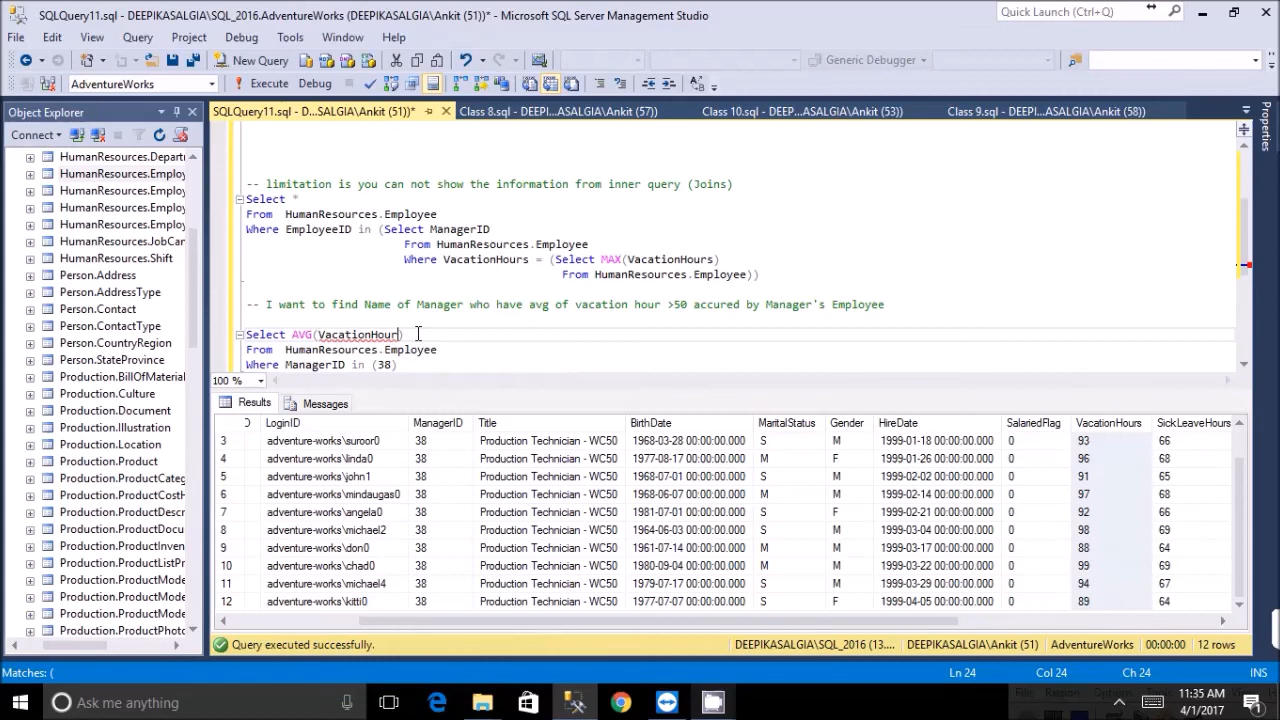 SQLQuery11.sql - DEEPIKASALGIA\SQL_2016.AdventureWorks (DEEPIKASALGIA\Ankit (51))* - Microsoft SQL Server Management Studio
Quick Launch (Ctrl+Q)
File Edit View Query Project Debug Tools Window Help
New Query
Generic Debugger
AdventureWorks
Execute Debug
Object Explorer
SQLQuery11.sql - D...SALGIA\Ankit (51))*
Class 8.sql - DEEPI...ASALGIA\Ankit (57))
Class 10.sql - DEEP...ASALGIA\Ankit (53))
Class 9.sql - DEEPI...ASALGIA\Ankit (58))
Properties
Connect
HumanResources.Depart
HumanResources.Employ
HumanResources.Employ
HumanResources.Employ
HumanResources.Employ
HumanResources.JobCan
HumanResources.Shift
Person.Address
Person.AddressType
Person.Contact
Person.ContactType
Person.CountryRegion
Person.StateProvince
Production.BillOfMaterial
Production.Culture
Production.Document
Production.Illustration
Production.Location
Production.Product
Production.ProductCateg
Production.ProductCostH
Production.ProductDescr
Production.ProductDocu
Production.ProductInven
Production.ProductListPr
Production.ProductMode
Production.ProductMode
Production.ProductMode
Production.ProductPhoto
-- limitation is you can not show the information from inner query (Joins)
Select *
From HumanResources.Employee
Where EmployeeID in (Select ManagerID
From HumanResources.Employee
Where VacationHours = (Select MAX(VacationHours)
From HumanResources.Employee))
-- I want to find Name of Manager who have avg of vacation hour >50 accured by Manager's Employee
Select AVG(VacationHour)
From HumanResources.Employee
Where ManagerID in (38)
100 %
Results Messages
LoginID ManagerID Title BirthDate MaritalStatus Gender HireDate SalariedFlag VacationHours SickLeaveHours
3 adventure-works\suroor0 38 Production Technician - WC50 1968-03-28 00:00:00.000 S M 1999-01-18 00:00:00.000 0 93 66
4 adventure-works\linda0 38 Production Technician - WC50 1977-08-17 00:00:00.000 M F 1999-01-26 00:00:00.000 0 96 68
5 adventure-works\john1 38 Production Technician - WC50 1968-07-01 00:00:00.000 S M 1999-02-02 00:00:00.000 0 91 65
6 adventure-works\mindaugas0 38 Production Technician - WC50 1968-06-07 00:00:00.000 M M 1999-02-14 00:00:00.000 0 97 68
7 adventure-works\angela0 38 Production Technician - WC50 1981-07-01 00:00:00.000 S F 1999-02-21 00:00:00.000 0 92 66
8 adventure-works\michael2 38 Production Technician - WC50 1964-06-03 00:00:00.000 S M 1999-03-04 00:00:00.000 0 98 69
9 adventure-works\don0 38 Production Technician - WC50 1961-07-14 00:00:00.000 M M 1999-03-17 00:00:00.000 0 88 64
10 adventure-works\chad0 38 Production Technician - WC50 1980-09-04 00:00:00.000 M M 1999-03-22 00:00:00.000 0 99 69
11 adventure-works\michael4 38 Production Technician - WC50 1979-07-17 00:00:00.000 S M 1999-03-29 00:00:00.000 0 94 67
12 adventure-works\kitti0 38 Production Technician - WC50 1977-07-07 00:00:00.000 S F 1999-04-05 00:00:00.000 0 89 64
Query executed successfully.
DEEPIKASALGIA\SQL_2016 (13.... DEEPIKASALGIA\Ankit (51) AdventureWorks 00:00:00 12 rows
Matches: (
Ln 24 Col 24 Ch 24 INS
Ask me anything
11:35 AM
4/1/2017